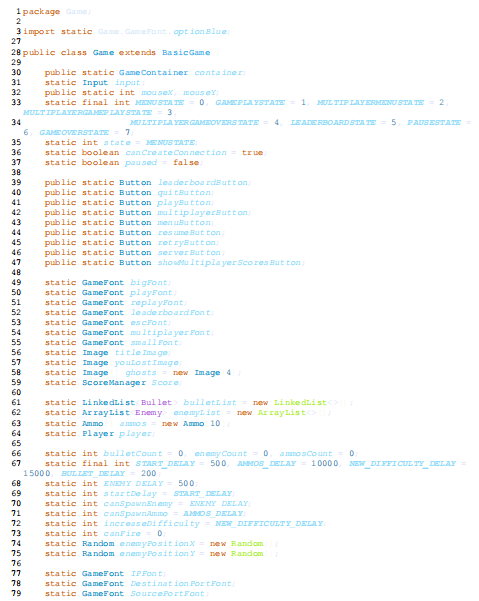 1 package Game;
2
3 import static Game.GameFont.optionBlue;
27
28 public class Game extends BasicGame
29
30 public static GameContainer container;
31 static Input input;
32 public static int mouseX, mouseY;
33 static final int MENUSTATE = 0, GAMEPLAYSTATE = 1, MULTIPLAYERMENUSTATE = 2,
MULTIPLAYERGAMEPLAYSTATE = 3
34 MULTIPLAYERGAMEOVERSTATE = 4, LEADERBOARDSTATE = 5, PAUSESTATE =
6, GAMEOVERSTATE = 7;
35 static int state = MENUSTATE;
36 static boolean canCreateConnection = true;
37 static boolean paused = false;
38
39 public static Button leaderboardButton;
40 public static Button quitButton;
41 public static Button playButton;
42 public static Button multiplayerButton;
43 public static Button menuButton;
44 public static Button resumeButton;
45 public static Button retryButton;
46 public static Button serverButton;
47 public static Button showMultiplayerScoresButton;
48
49 static GameFont bigFont;
50 static GameFont playFont;
51 static GameFont replayFont;
52 static GameFont leaderboardFont;
53 static GameFont escFont;
54 static GameFont multiplayerFont;
55 static GameFont smallFont;
56 static Image titleImage;
57 static Image youLostImage;
58 static Image[] ghosts = new Image[4];
59 static ScoreManager Score;
60
61 static LinkedList<Bullet> bulletList = new LinkedList<>();
62 static ArrayList<Enemy> enemyList = new ArrayList<>();
63 static Ammo[] ammos = new Ammo[10];
64 static Player player;
65
66 static int bulletCount = 0, enemyCount = 0, ammosCount = 0;
67 static final int START_DELAY = 500, AMMOS_DELAY = 10000, NEW_DIFFICULTY_DELAY =
15000, BULLET_DELAY = 200;
68 static int ENEMY_DELAY = 500;
69 static int startDelay = START_DELAY;
70 static int canSpawnEnemy = ENEMY_DELAY;
71 static int canSpawnAmmo = AMMOS_DELAY;
72 static int increaseDifficulty = NEW_DIFFICULTY_DELAY;
73 static int canFire = 0;
74 static Random enemyPositionX = new Random();
75 static Random enemyPositionY = new Random();
76
77 static GameFont IPFont;
78 static GameFont DestinationPortFont;
79 static GameFont SourcePortFont;